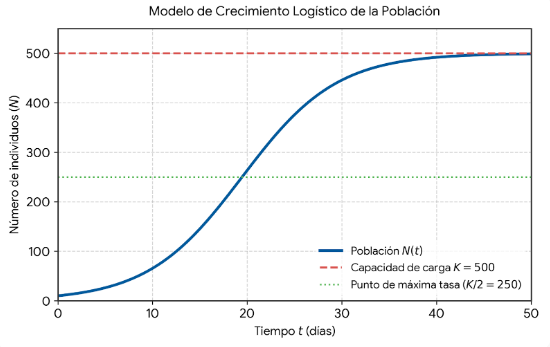 Modelo de Crecimiento Logístico de la Población
Número de individuos (N)
500
400
300
200
100
0
0 10 20 30 40 50
Tiempo t (días)
Población N(t)
Capacidad de carga K = 500
Punto de máxima tasa (K/2 = 250)